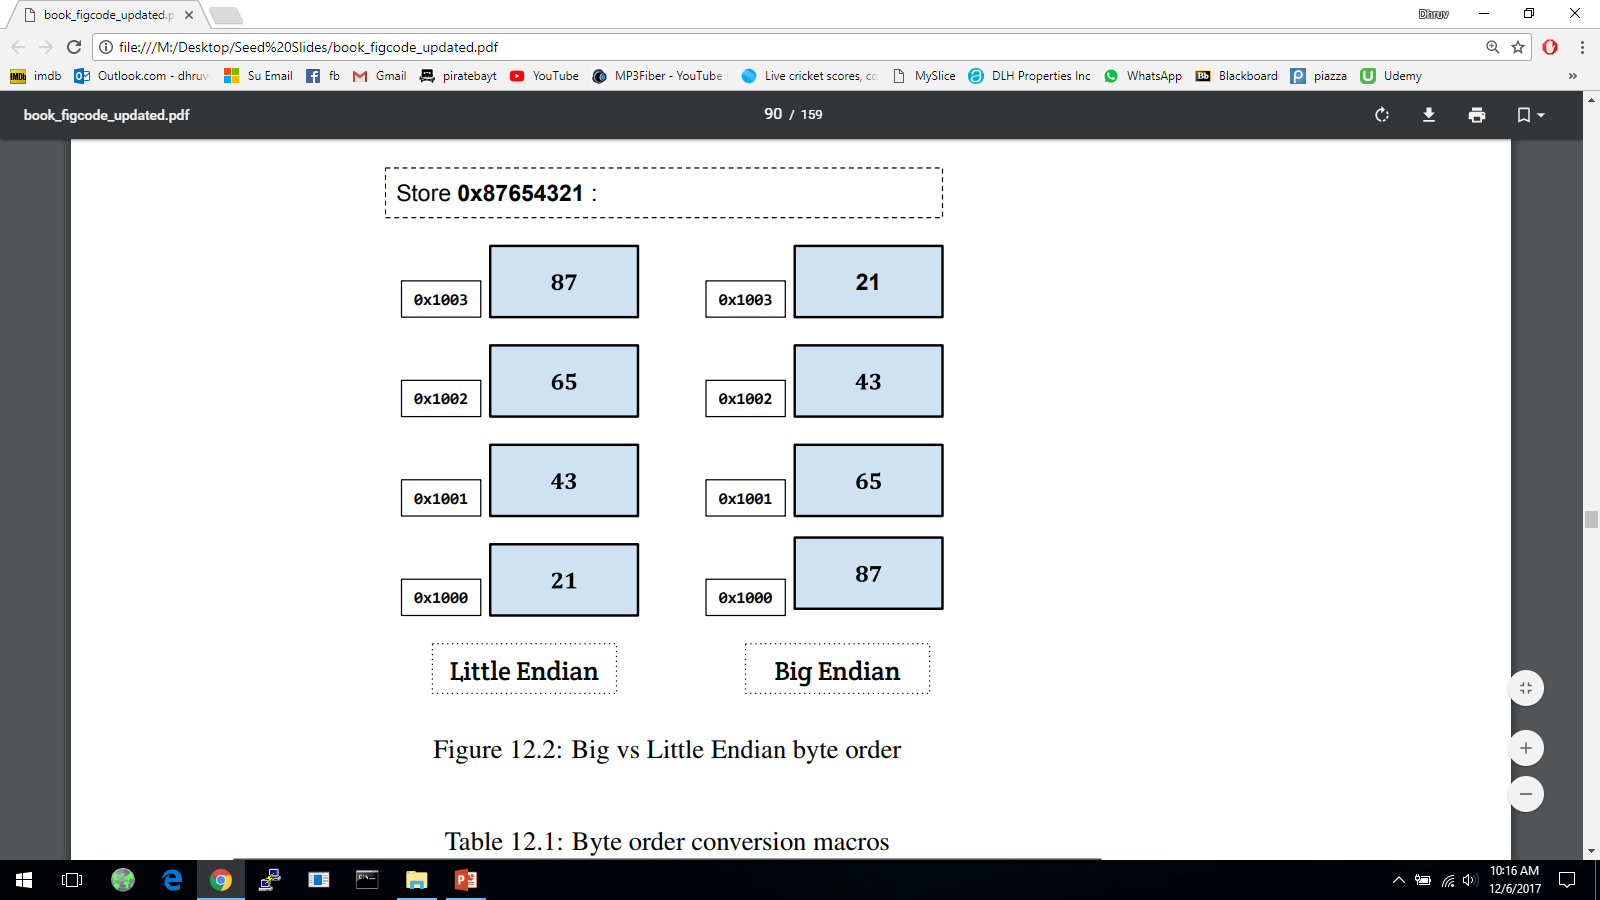 book_figcode_updated.p
Dhruv
file:///M:/Desktop/Seed%20Slides/book_figcode_updated.pdf
IMDb imdb Outlook.com - dhruv Su Email fb Gmail piratebayt YouTube MP3Fiber - YouTube Live cricket scores, co MySlice DLH Properties Inc WhatsApp Bb Blackboard piazza Udemy »
book_figcode_updated.pdf 90 / 159
Store 0x87654321 :
87 21
0x1003 0x1003
65 43
0x1002 0x1002
43 65
0x1001 0x1001
21 87
0x1000 0x1000
Little Endian Big Endian
Figure 12.2: Big vs Little Endian byte order
Table 12.1: Byte order conversion macros
10:16 AM
12/6/2017